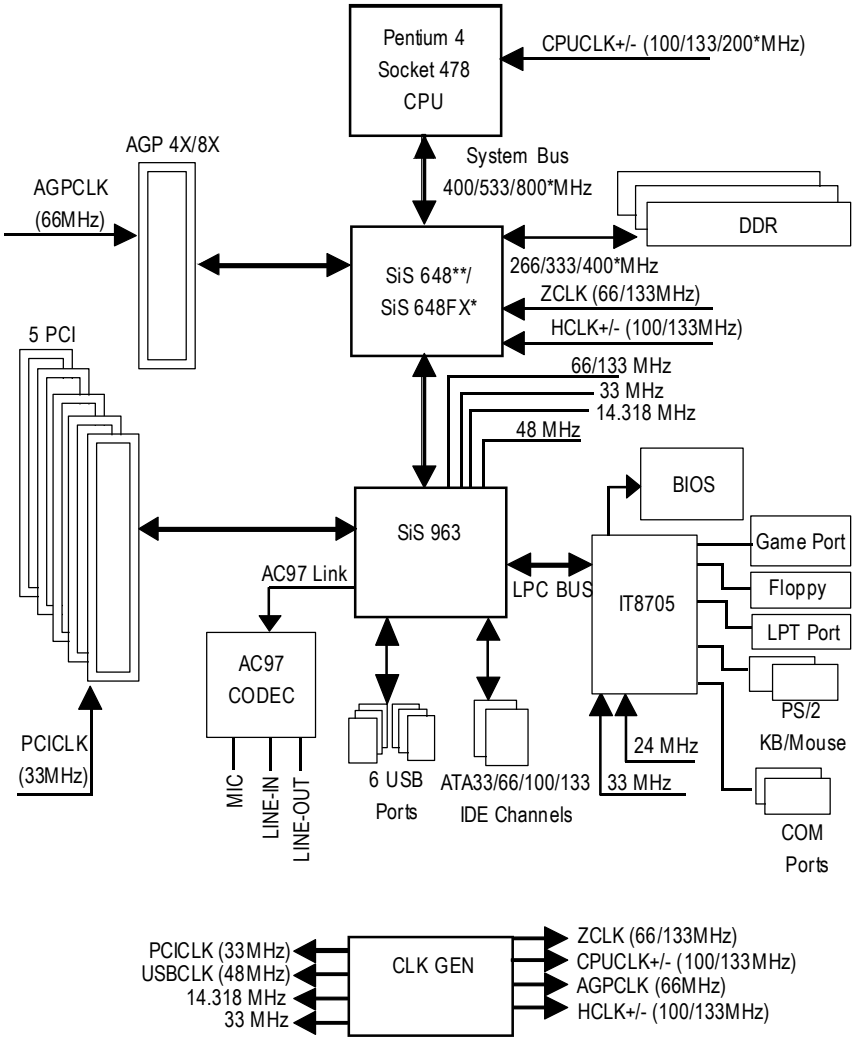 Pentium 4
Socket 478
CPU
CPUCLK+/- (100/133/200*MHz)
AGP 4X/8X
System Bus
400/533/800*MHz
AGPCLK
(66MHz)
DDR
266/333/400*MHz
SiS 648**/
SiS 648FX*
ZCLK (66/133MHz)
HCLK+/- (100/133MHz)
5 PCI
66/133 MHz
33 MHz
14.318 MHz
48 MHz
BIOS
SiS 963
Game Port
AC97 Link
LPC BUS
IT8705
Floppy
LPT Port
AC97
CODEC
PS/2
KB/Mouse
PCICLK
(33MHz)
24 MHz
33 MHz
MIC
LINE-IN
LINE-OUT
6 USB
Ports
ATA33/66/100/133
IDE Channels
COM
Ports
CLK GEN
PCICLK (33MHz)
USBCLK (48MHz)
14.318 MHz
33 MHz
ZCLK (66/133MHz)
CPUCLK+/- (100/133MHz)
AGPCLK (66MHz)
HCLK+/- (100/133MHz)